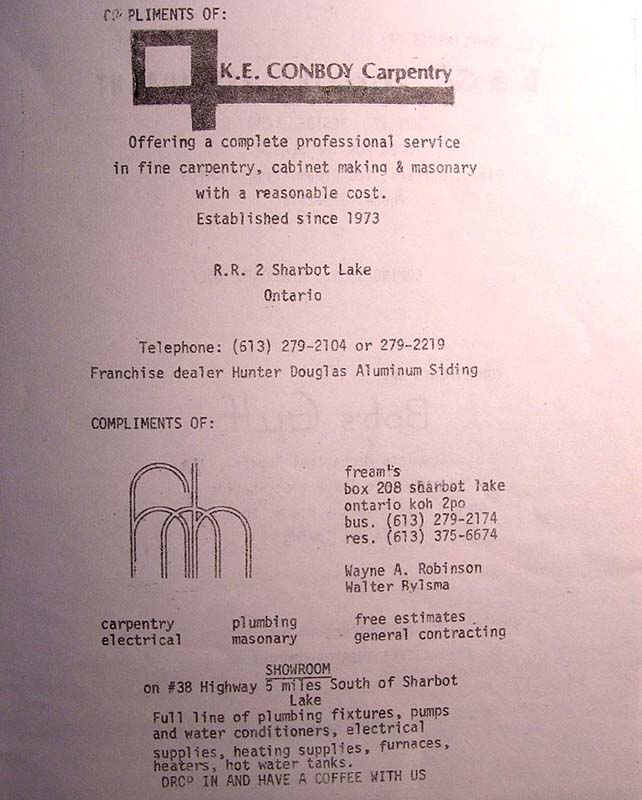 COMPLIMENTS OF:
K.E. CONBOY Carpentry
Offering a complete professional service
in fine carpentry, cabinet making & masonary
with a reasonable cost.
Established since 1973
R.R. 2 Sharbot Lake
Ontario
Telephone: (613) 279-2104 or 279-2219
Franchise dealer Hunter Douglas Aluminum Siding
Bob's Gulf
COMPLIMENTS OF:
fream's
box 208 sharbot lake
ontario koh 2po
bus. (613) 279-2174
res. (613) 375-6674
Wayne A. Robinson
Walter Bylsma
carpentry plumbing free estimates
electrical masonary general contracting
SHOWROOM
on #38 Highway 5 miles South of Sharbot
Lake
Full line of plumbing fixtures, pumps
and water conditioners, electrical
supplies, heating supplies, furnaces,
heaters, hot water tanks.
DROP IN AND HAVE A COFFEE WITH US